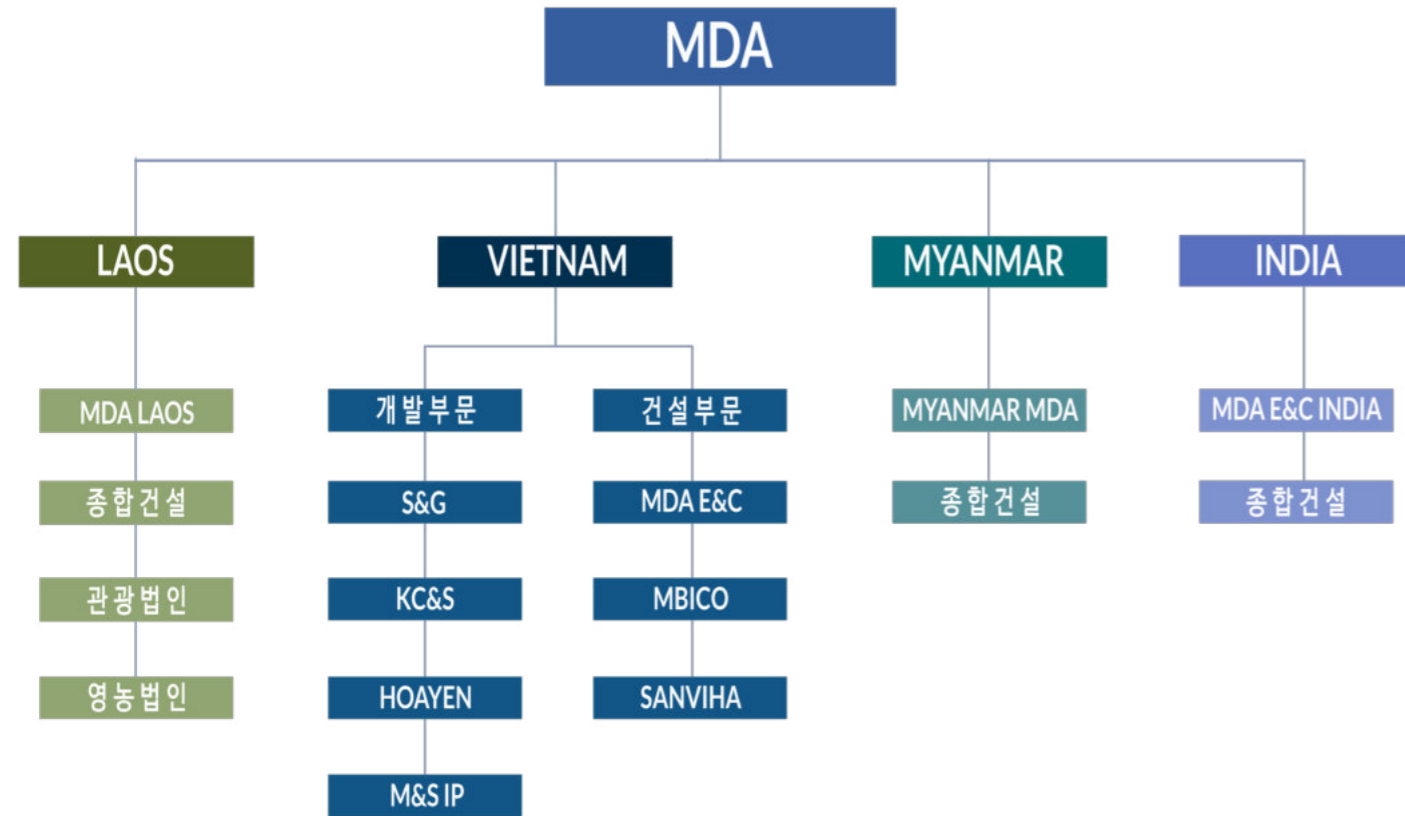 MDA
LAOS
VIETNAM
MYANMAR
INDIA
MDA LAOS
개발부문
건설부문
MYANMAR MDA
MDA E&C INDIA
종합건설
S&G
MDA E&C
종합건설
종합건설
관광법인
KC&S
MBICO
영농법인
HOAYEN
SANVIHA
M&S IP